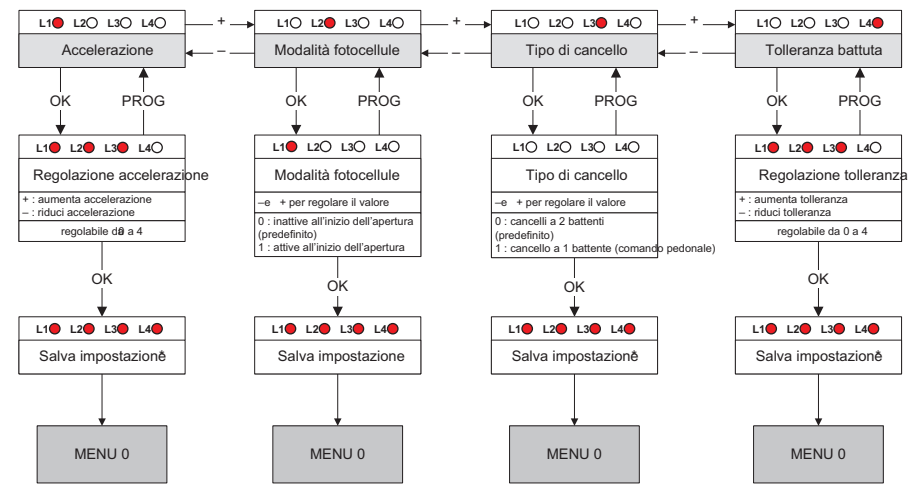 L1 L2 L3 L4
+
L1 L2 L3 L4
+
L1 L2 L3 L4
+
L1 L2 L3 L4
Accelerazione
–
Modalità fotocellule
–
Tipo di cancello
–
Tolleranza battuta
OK PROG
OK PROG
OK PROG
OK PROG
L1 L2 L3 L4
Regolazione accelerazione
+ : aumenta accelerazione
– : riduci accelerazione
regolabile da 0 a 4
L1 L2 L3 L4
Modalità fotocellule
–e + per regolare il valore
0 : inattive all'inizio dell'apertura
(predefinito)
1 : attive all'inizio dell'apertura
L1 L2 L3 L4
Tipo di cancello
–e + per regolare il valore
0 : cancelli a 2 battenti
(predefinito)
1 : cancello a 1 battente (comando pedonale)
L1 L2 L3 L4
Regolazione tolleranza
+ : aumenta tolleranza
– : riduci tolleranza
regolabile da 0 a 4
OK
OK
OK
OK
L1 L2 L3 L4
Salva impostazione
L1 L2 L3 L4
Salva impostazione
L1 L2 L3 L4
Salva impostazione
L1 L2 L3 L4
Salva impostazione
MENU 0
MENU 0
MENU 0
MENU 0